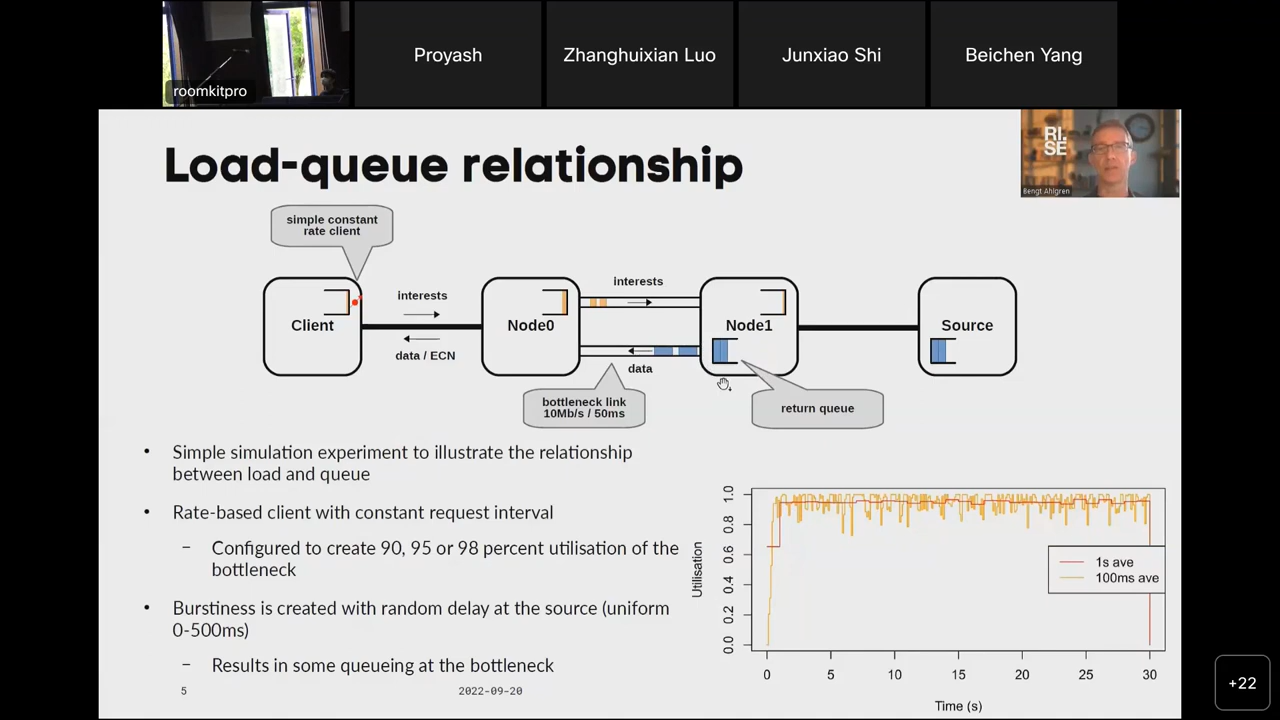 roomkitpro
Proyash
Zhanghuixian Luo
Junxiao Shi
Beichen Yang
RI.
SE
Bengt Ahlgren
Load-queue relationship
simple constant
rate client
Client
interests
data / ECN
Node0
interests
data
Node1
Source
bottleneck link
10Mb/s / 50ms
return queue
• Simple simulation experiment to illustrate the relationship
between load and queue
• Rate-based client with constant request interval
– Configured to create 90, 95 or 98 percent utilisation of the
bottleneck
• Burstiness is created with random delay at the source (uniform
0-500ms)
– Results in some queueing at the bottleneck
5
2022-09-20
Utilisation
1.0
0.8
0.6
0.4
0.2
0.0
1s ave
100ms ave
0 5 10 15 20 25 30
Time (s)
+22